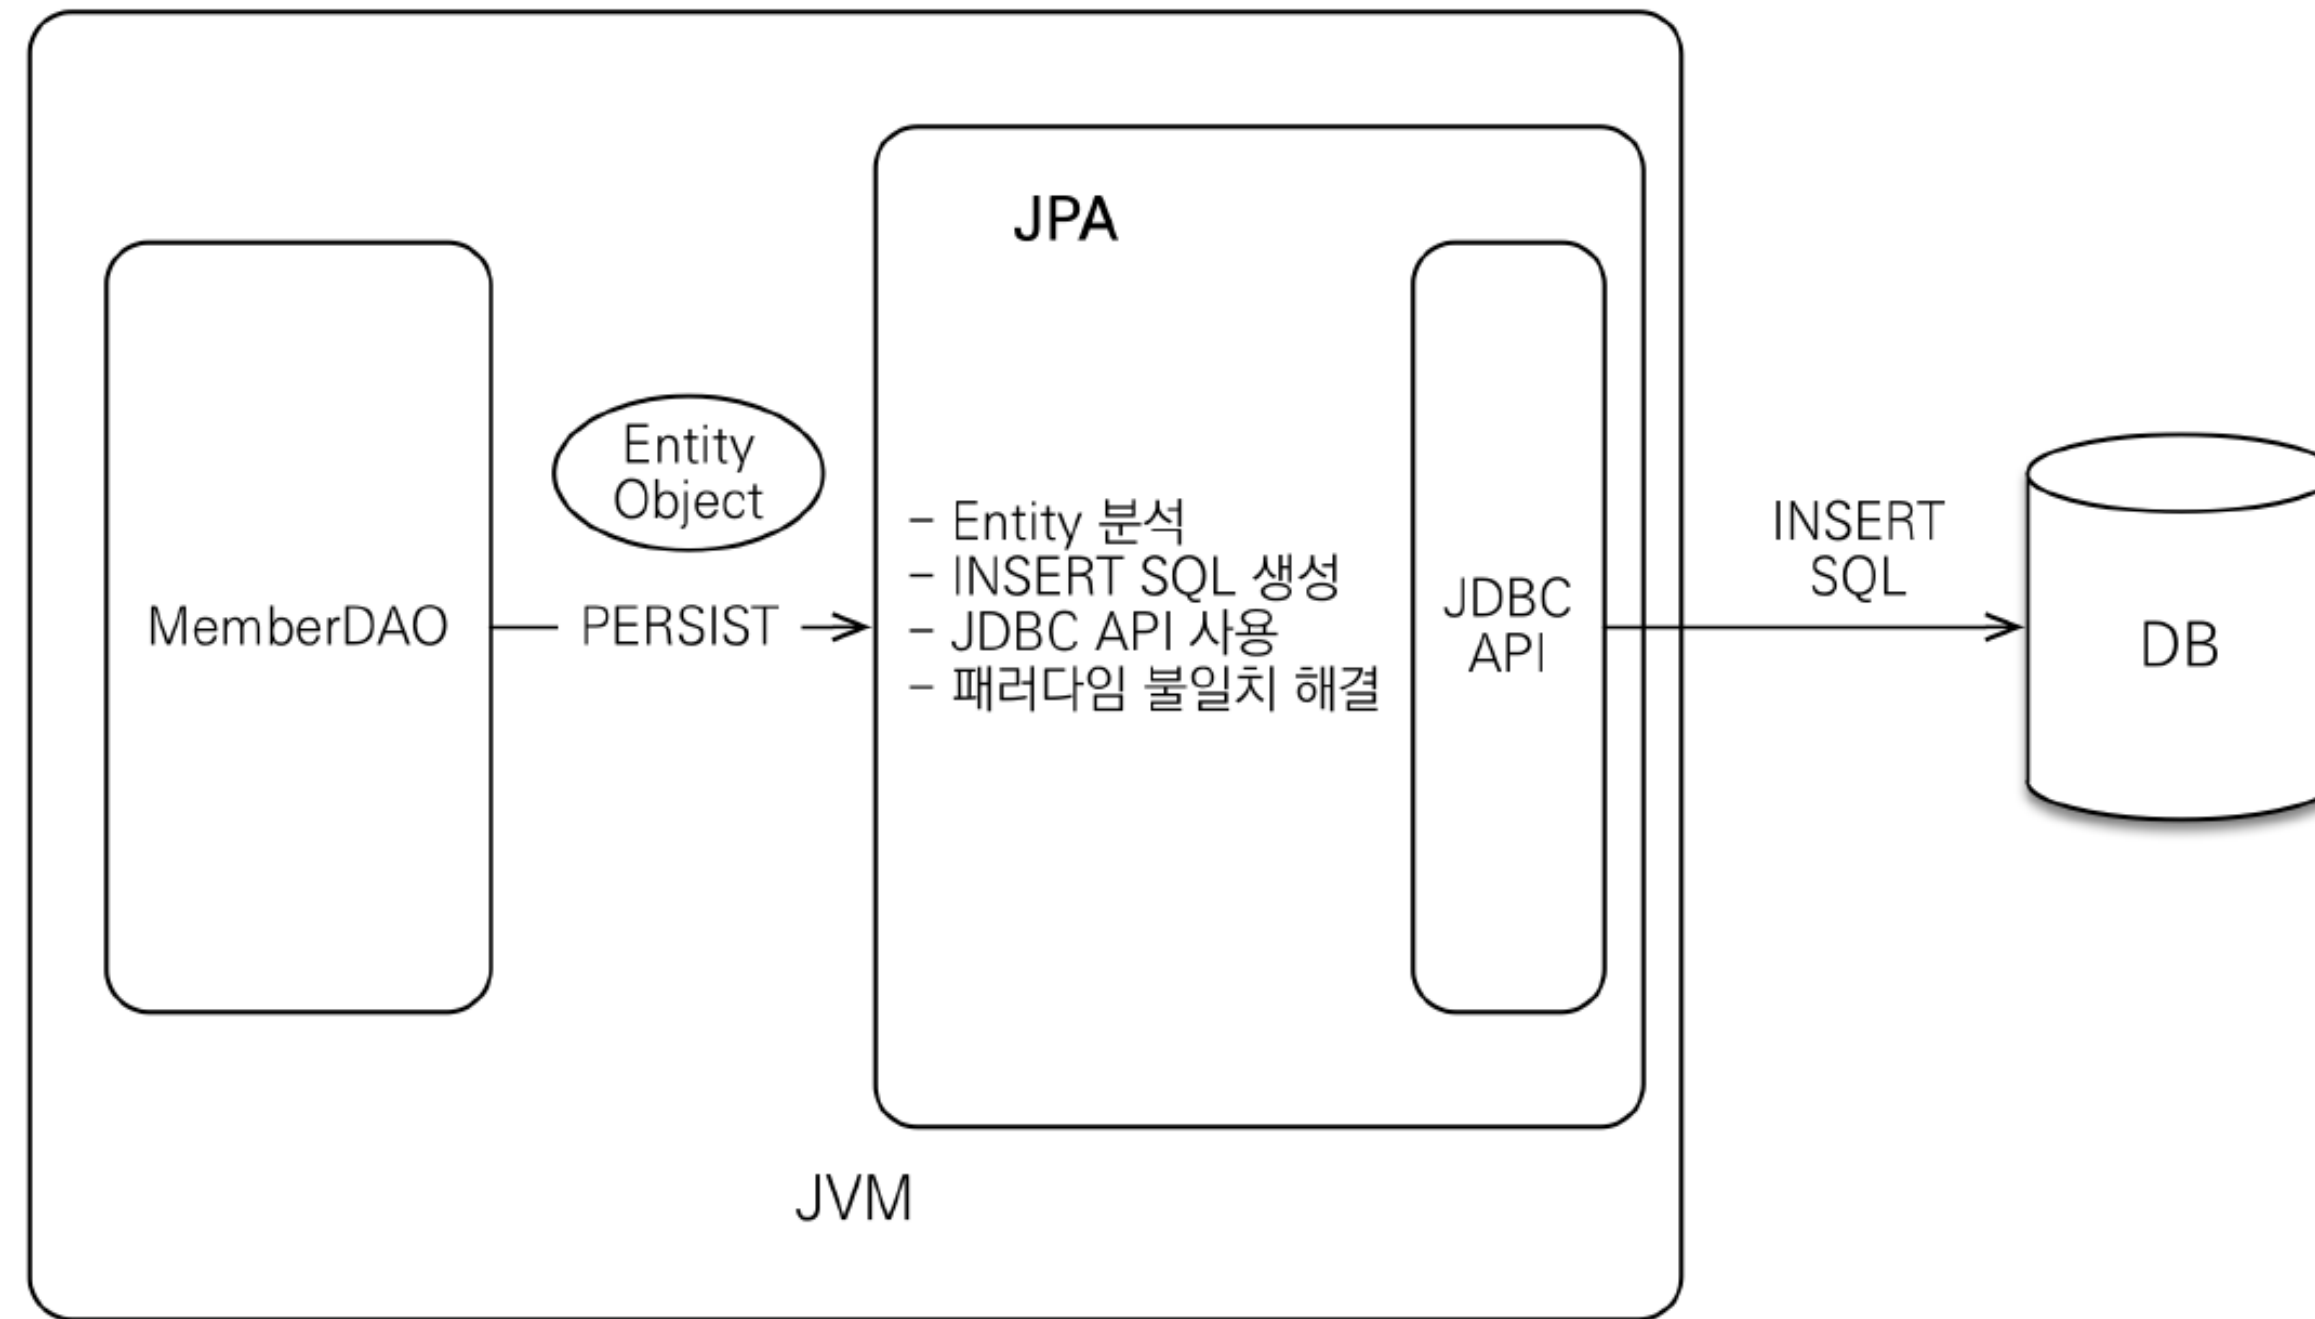 JPA
Entity
Object
MemberDAO
PERSIST
- Entity 분석
- INSERT SQL 생성
- JDBC API 사용
- 패러다임 불일치 해결
JDBC
API
INSERT
SQL
DB
JVM